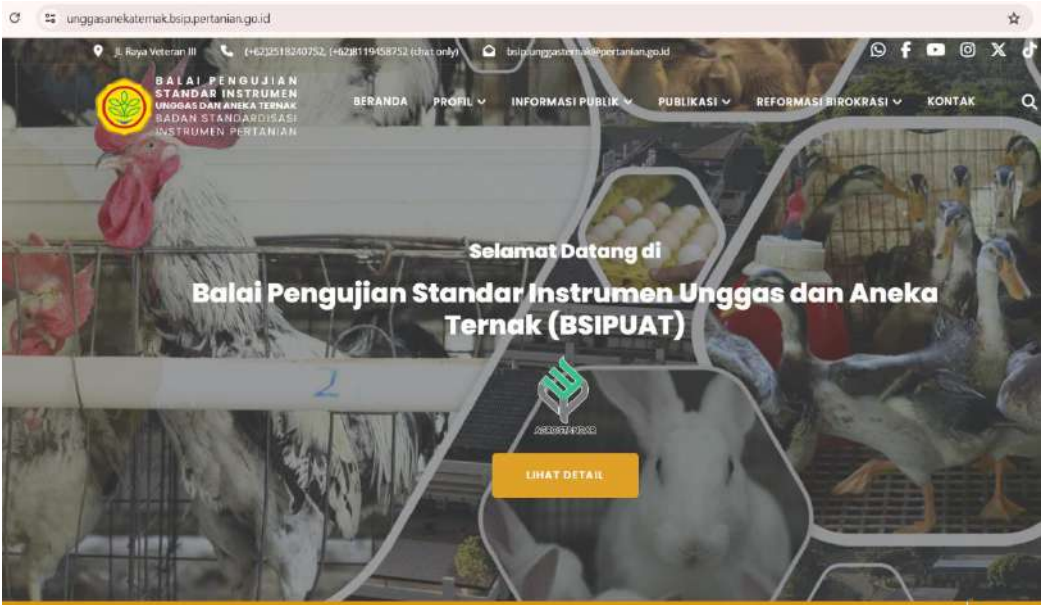 unggasanekaternak.bsip.pertanian.go.id
Jl. Raya Veteran III (+62)2518240752, (+62)8119458752 (chat only) bsip.unggasternak@pertanian.go.id
BALAI PENGUJIAN
STANDAR INSTRUMEN
UNGGAS DAN ANEKA TERNAK
BADAN STANDARDISASI
INSTRUMEN PERTANIAN
BERANDA PROFIL INFORMASI PUBLIK PUBLIKASI REFORMASI BIROKRASI KONTAK
Selamat Datang di
Balai Pengujian Standar Instrumen Unggas dan Aneka
Ternak (BSIPUAT)
2
AGROSTANDAR
LIHAT DETAIL